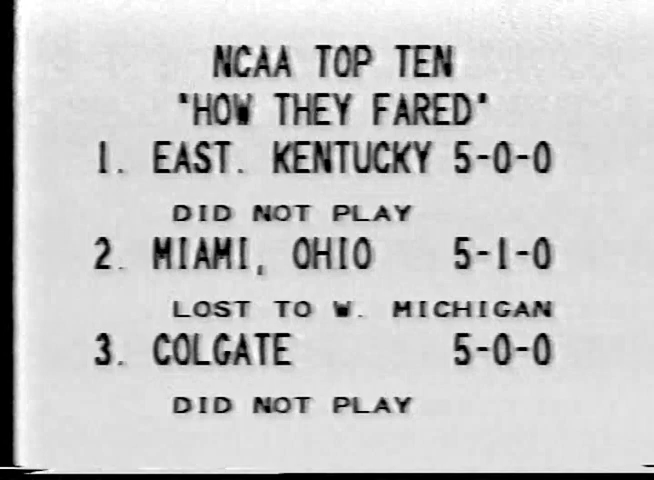 NCAA TOP TEN
"HOW THEY FARED"
1. EAST. KENTUCKY 5-0-0
DID NOT PLAY
2. MIAMI, OHIO 5-1-0
LOST TO W. MICHIGAN
3. COLGATE 5-0-0
DID NOT PLAY